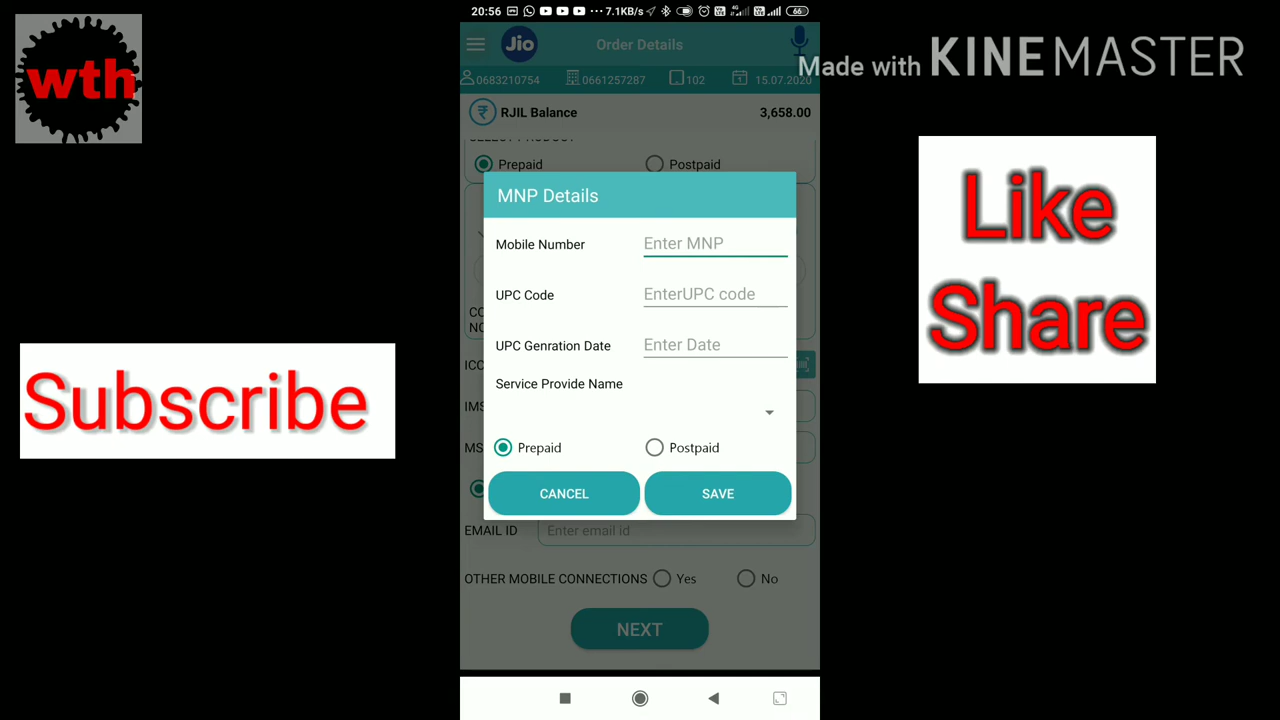 wth
20:56 ... 7.1KB/s 66
Jio
Order Details
Made with KINEMASTER
0683210754 0661257287 102 15.07.2020
RJIL Balance 3,658.00
Prepaid Postpaid
MNP Details
Mobile Number Enter MNP
UPC Code EnterUPC code
UPC Genration Date Enter Date
Service Provide Name
Prepaid Postpaid
CANCEL SAVE
EMAIL ID Enter email id
OTHER MOBILE CONNECTIONS Yes No
NEXT
Subscribe
Like
Share